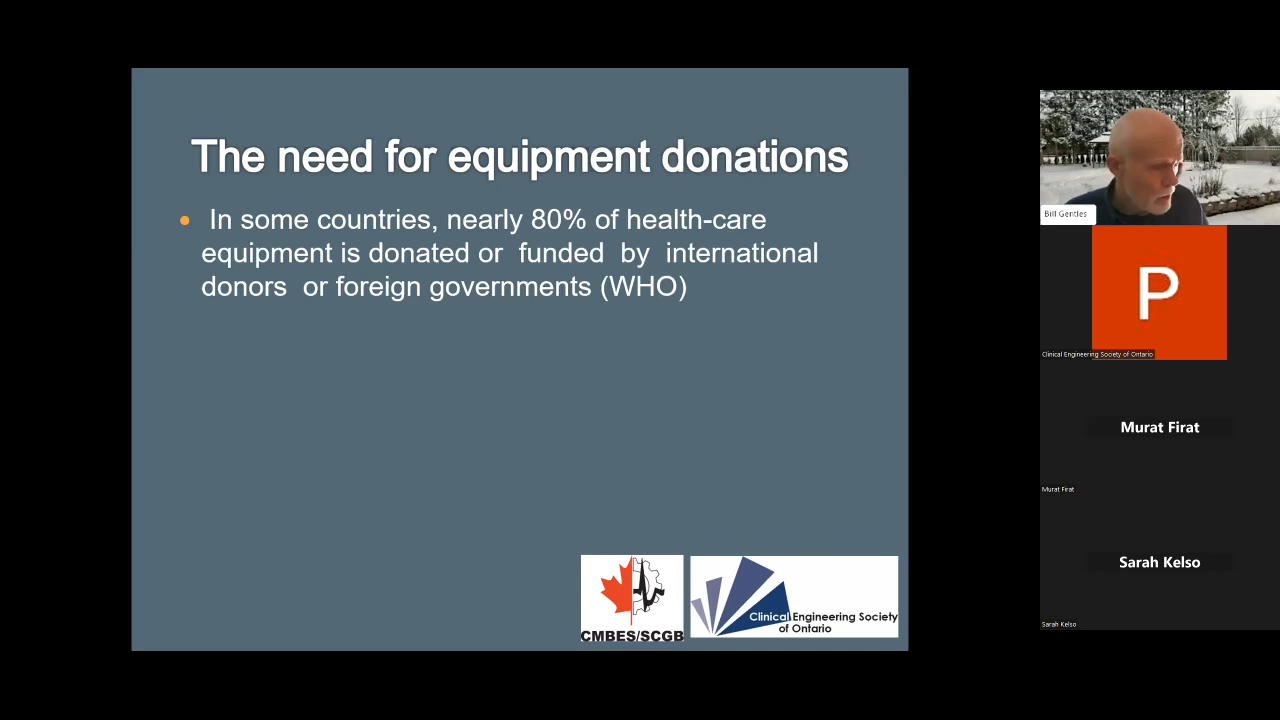 The need for equipment donations
In some countries, nearly 80% of health-care
equipment is donated or funded by international
donors or foreign governments (WHO)
CMBES/SCGB
Clinical Engineering Society
of Ontario
Bill Gentles
P
Clinical Engineering Society of Ontario
Murat Firat
Murat Firat
Sarah Kelso
Sarah Kelso